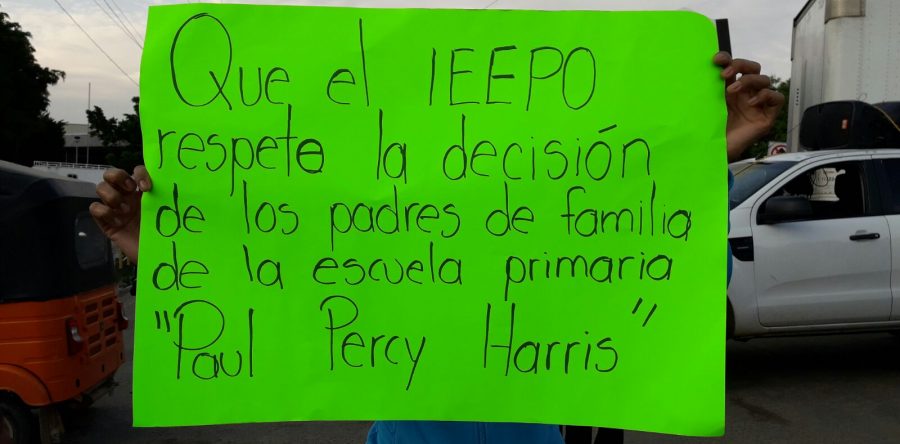 Que el IEEPO
respete la decisión
de los padres de familia
de la escuela primaria
"Paul Percy Harris"